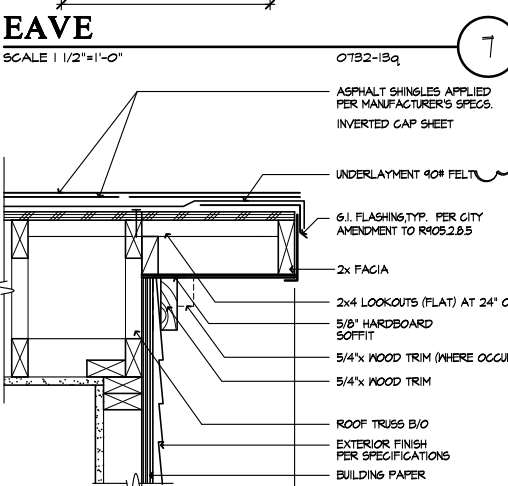 EAVE
SCALE 1 1/2"=1'-0"
0732-13q
7
ASPHALT SHINGLES APPLIED
PER MANUFACTURER'S SPECS.
INVERTED CAP SHEET
UNDERLAYMENT 90# FELT
G.I. FLASHING,TYP. PER CITY
AMENDMENT TO R905.2.8.5
2x FACIA
2x4 LOOKOUTS (FLAT) AT 24"
5/8" HARDBOARD
SOFFIT
5/4"x WOOD TRIM (WHERE OCCU
5/4"x WOOD TRIM
ROOF TRUSS B/O
EXTERIOR FINISH
PER SPECIFICATIONS
BUILDING PAPER